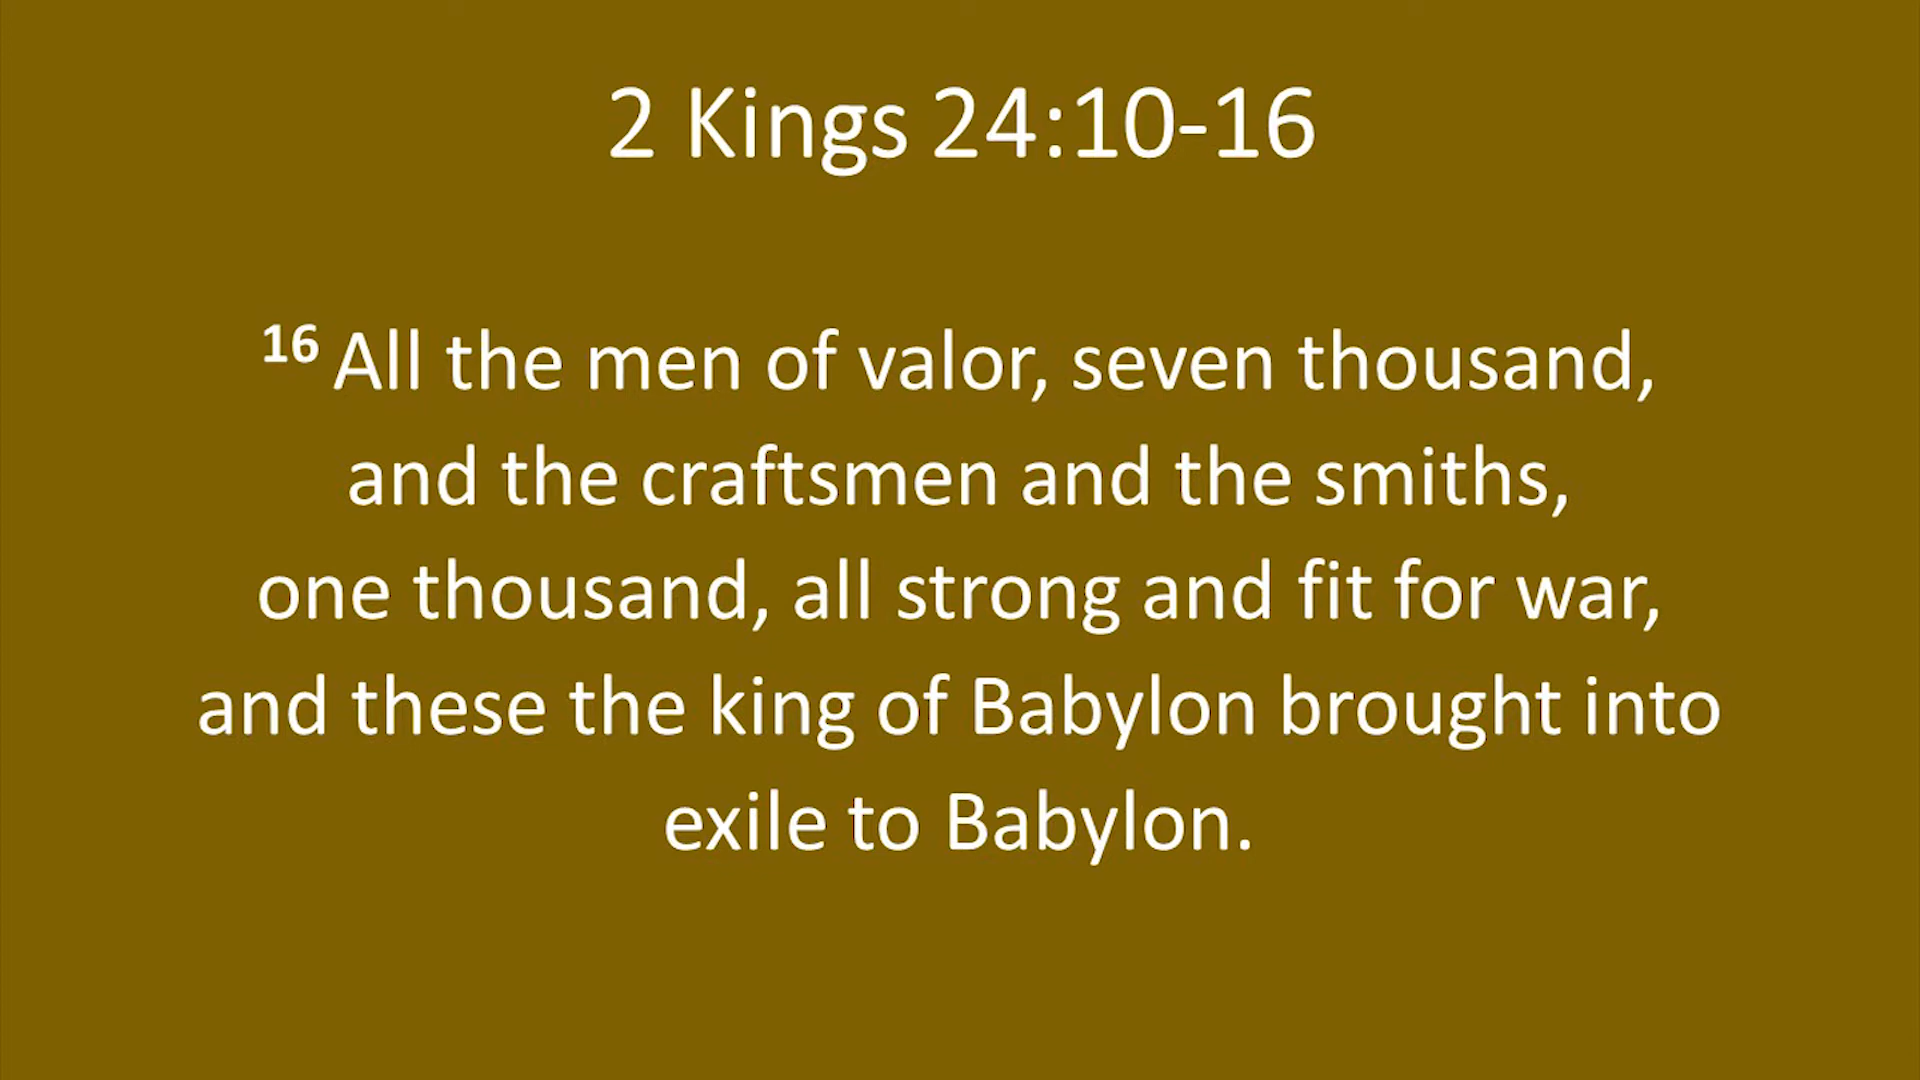 2 Kings 24:10-16
16 All the men of valor, seven thousand,
and the craftsmen and the smiths,
one thousand, all strong and fit for war,
and these the king of Babylon brought into
exile to Babylon.